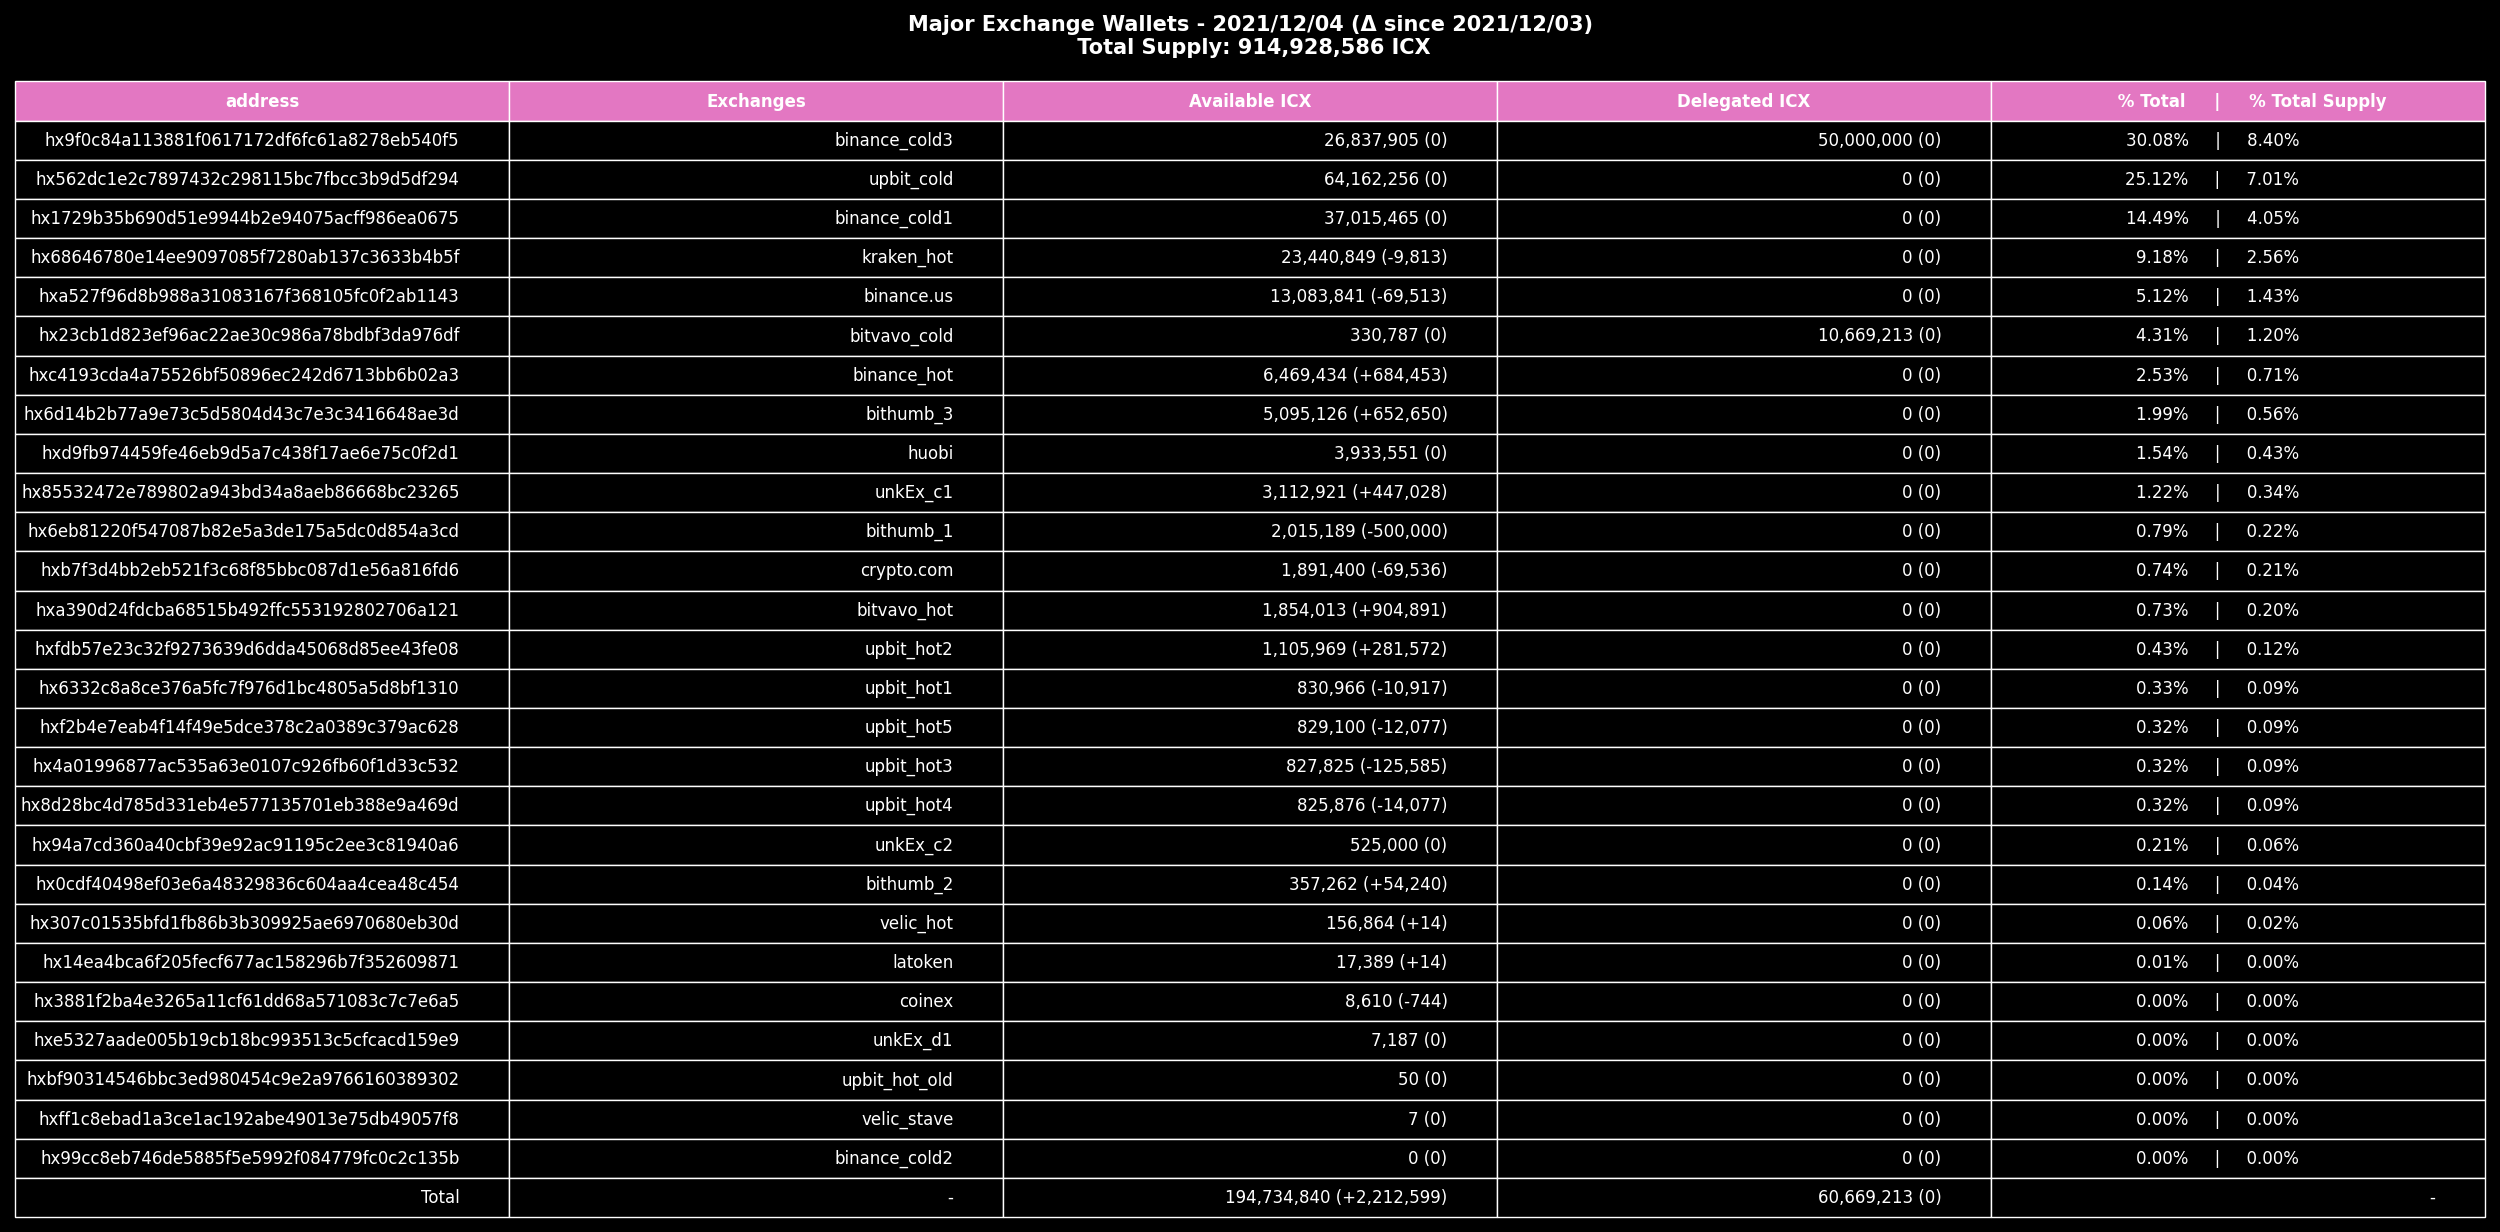 Major Exchange Wallets - 2021/12/04 (Δ since 2021/12/03)
Total Supply: 914,928,586 ICX
address Exchanges Available ICX Delegated ICX % Total | % Total Supply
hx9f0c84a113881f0617172df6fc61a8278eb540f5 binance_cold3 26,837,905 (0) 50,000,000 (0) 30.08% | 8.40%
hx562dc1e2c7897432c298115bc7fbcc3b9d5df294 upbit_cold 64,162,256 (0) 0 (0) 25.12% | 7.01%
hx1729b35b690d51e9944b2e94075acff986ea0675 binance_cold1 37,015,465 (0) 0 (0) 14.49% | 4.05%
hx68646780e14ee9097085f7280ab137c3633b4b5f kraken_hot 23,440,849 (-9,813) 0 (0) 9.18% | 2.56%
hxa527f96d8b988a31083167f368105fc0f2ab1143 binance.us 13,083,841 (-69,513) 0 (0) 5.12% | 1.43%
hx23cb1d823ef96ac22ae30c986a78bdbf3da976df bitvavo_cold 330,787 (0) 10,669,213 (0) 4.31% | 1.20%
hxc4193cda4a75526bf50896ec242d6713bb6b02a3 binance_hot 6,469,434 (+684,453) 0 (0) 2.53% | 0.71%
hx6d14b2b77a9e73c5d5804d43c7e3c3416648ae3d bithumb_3 5,095,126 (+652,650) 0 (0) 1.99% | 0.56%
hxd9fb974459fe46eb9d5a7c438f17ae6e75c0f2d1 huobi 3,933,551 (0) 0 (0) 1.54% | 0.43%
hx85532472e789802a943bd34a8aeb86668bc23265 unkEx_c1 3,112,921 (+447,028) 0 (0) 1.22% | 0.34%
hx6eb81220f547087b82e5a3de175a5dc0d854a3cd bithumb_1 2,015,189 (-500,000) 0 (0) 0.79% | 0.22%
hxb7f3d4bb2eb521f3c68f85bbc087d1e56a816fd6 crypto.com 1,891,400 (-69,536) 0 (0) 0.74% | 0.21%
hxa390d24fdcba68515b492ffc553192802706a121 bitvavo_hot 1,854,013 (+904,891) 0 (0) 0.73% | 0.20%
hxfdb57e23c32f9273639d6dda45068d85ee43fe08 upbit_hot2 1,105,969 (+281,572) 0 (0) 0.43% | 0.12%
hx6332c8a8ce376a5fc7f976d1bc4805a5d8bf1310 upbit_hot1 830,966 (-10,917) 0 (0) 0.33% | 0.09%
hxf2b4e7eab4f14f49e5dce378c2a0389c379ac628 upbit_hot5 829,100 (-12,077) 0 (0) 0.32% | 0.09%
hx4a01996877ac535a63e0107c926fb60f1d33c532 upbit_hot3 827,825 (-125,585) 0 (0) 0.32% | 0.09%
hx8d28bc4d785d331eb4e577135701eb388e9a469d upbit_hot4 825,876 (-14,077) 0 (0) 0.32% | 0.09%
hx94a7cd360a40cbf39e92ac91195c2ee3c81940a6 unkEx_c2 525,000 (0) 0 (0) 0.21% | 0.06%
hx0cdf40498ef03e6a48329836c604aa4cea48c454 bithumb_2 357,262 (+54,240) 0 (0) 0.14% | 0.04%
hx307c01535bfd1fb86b3b309925ae6970680eb30d velic_hot 156,864 (+14) 0 (0) 0.06% | 0.02%
hx14ea4bca6f205fecf677ac158296b7f352609871 latoken 17,389 (+14) 0 (0) 0.01% | 0.00%
hx3881f2ba4e3265a11cf61dd68a571083c7c7e6a5 coinex 8,610 (-744) 0 (0) 0.00% | 0.00%
hxe5327aade005b19cb18bc993513c5cfcacd159e9 unkEx_d1 7,187 (0) 0 (0) 0.00% | 0.00%
hxbf90314546bbc3ed980454c9e2a9766160389302 upbit_hot_old 50 (0) 0 (0) 0.00% | 0.00%
hxff1c8ebad1a3ce1ac192abe49013e75db49057f8 velic_stave 7 (0) 0 (0) 0.00% | 0.00%
hx99cc8eb746de5885f5e5992f084779fc0c2c135b binance_cold2 0 (0) 0 (0) 0.00% | 0.00%
Total - 194,734,840 (+2,212,599) 60,669,213 (0) -